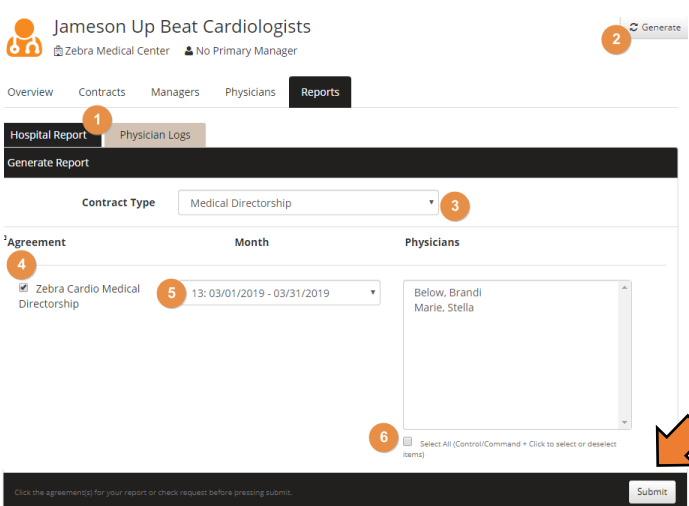 Jameson Up Beat Cardiologists
Zebra Medical Center No Primary Manager
2 Generate
Overview Contracts Managers Physicians Reports
1
Hospital Report Physician Logs
Generate Report
Contract Type Medical Directorship 3
Agreement Month Physicians
4
Zebra Cardio Medical
Directorship
5 13: 03/01/2019 - 03/31/2019
Below, Brandi
Marie, Stella
6 Select All (Control/Command + Click to select or deselect
items)
Click the agreement(s) for your report or check request before pressing submit. Submit